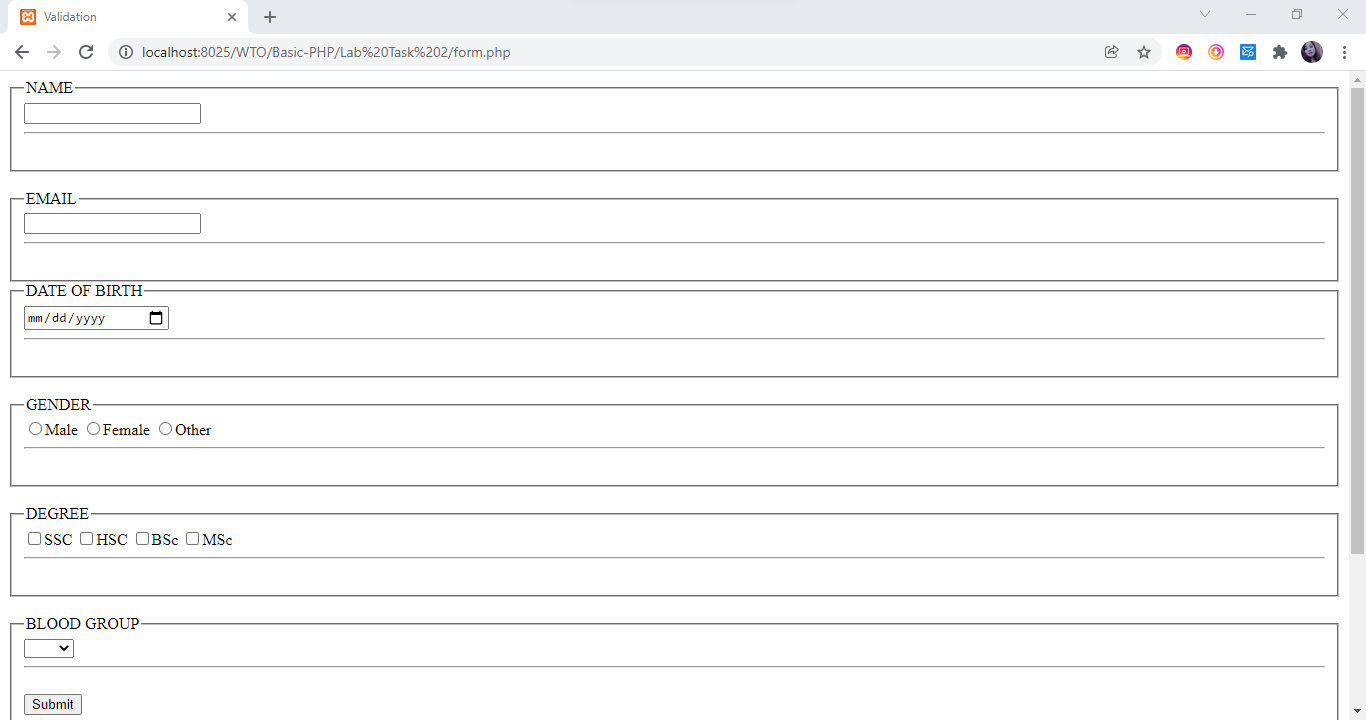 Validation
localhost:8025/WTO/Basic-PHP/Lab%20Task%202/form.php
NAME
EMAIL
DATE OF BIRTH
mm/dd/yyyy
GENDER
Male Female Other
DEGREE
SSC HSC BSc MSc
BLOOD GROUP
Submit